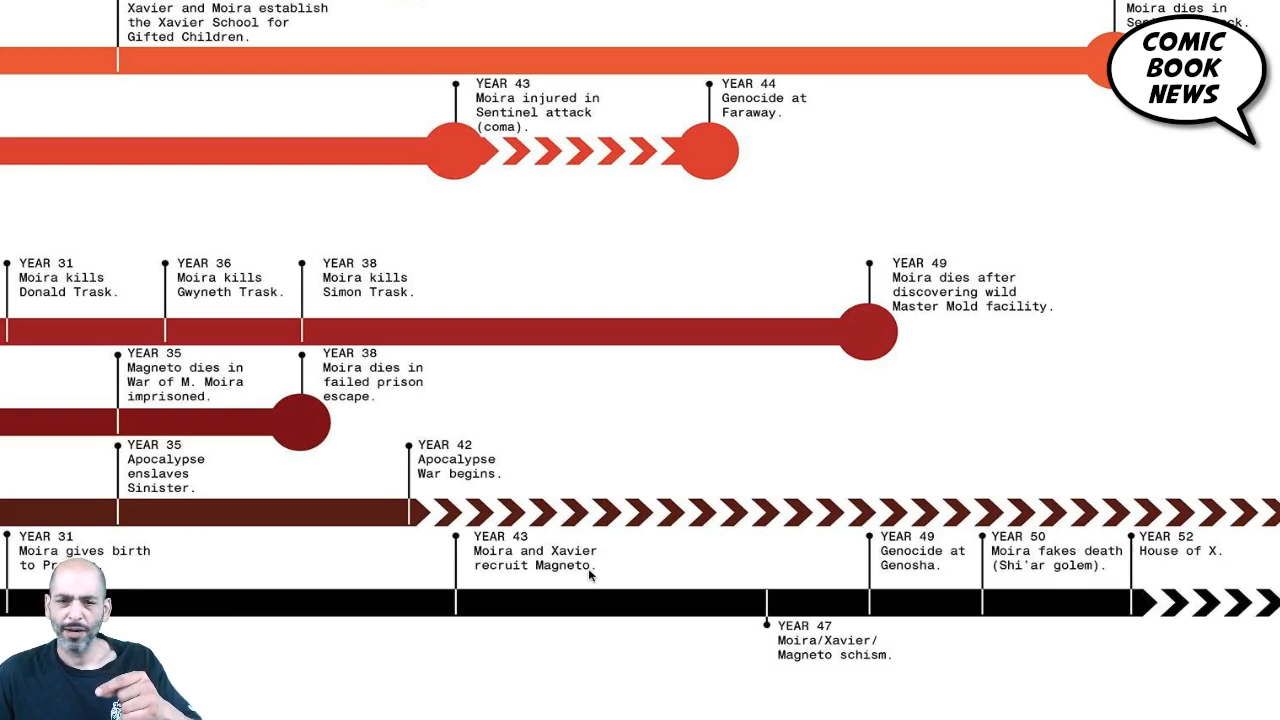 Xavier and Moira establish
the Xavier School for
Gifted Children.
Moira dies in
COMIC
BOOK
NEWS
YEAR 43
Moira injured in
Sentinel attack
(coma).
YEAR 44
Genocide at
Faraway.
YEAR 31
Moira kills
Donald Trask.
YEAR 36
Moira kills
Gwyneth Trask.
YEAR 38
Moira kills
Simon Trask.
YEAR 49
Moira dies after
discovering wild
Master Mold facility.
YEAR 35
Magneto dies in
War of M. Moira
imprisoned.
YEAR 38
Moira dies in
failed prison
escape.
YEAR 35
Apocalypse
enslaves
Sinister.
YEAR 42
Apocalypse
War begins.
YEAR 31
Moira gives birth
to
YEAR 43
Moira and Xavier
recruit Magneto.
YEAR 49
Genocide at
Genosha.
YEAR 50
Moira fakes death
(Shi'ar golem).
YEAR 52
House of X.
YEAR 47
Moira/Xavier/
Magneto schism.